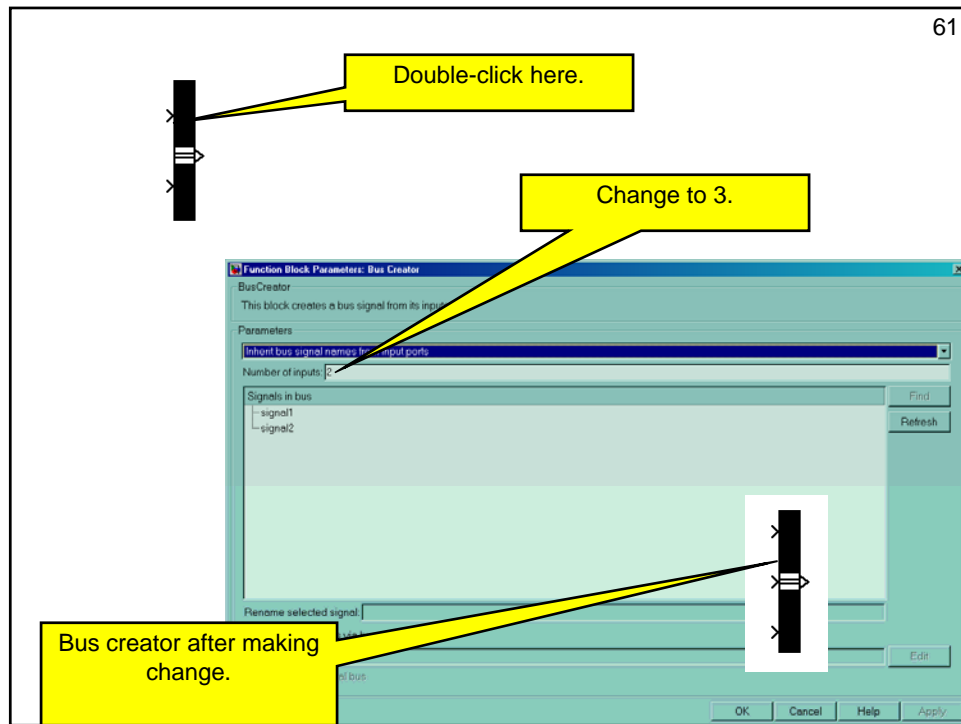 61
Double-click here.
Change to 3.
Function Block Parameters: Bus Creator
BusCreator
This block creates a bus signal from its
Parameters
Inherit bus signal names from input ports
Number of inputs: 2
Signals in bus
signal1
signal2
Find
Refresh
Rename selected signal:
Bus creator after making
change.
Edit
bus
OK Cancel Help Apply